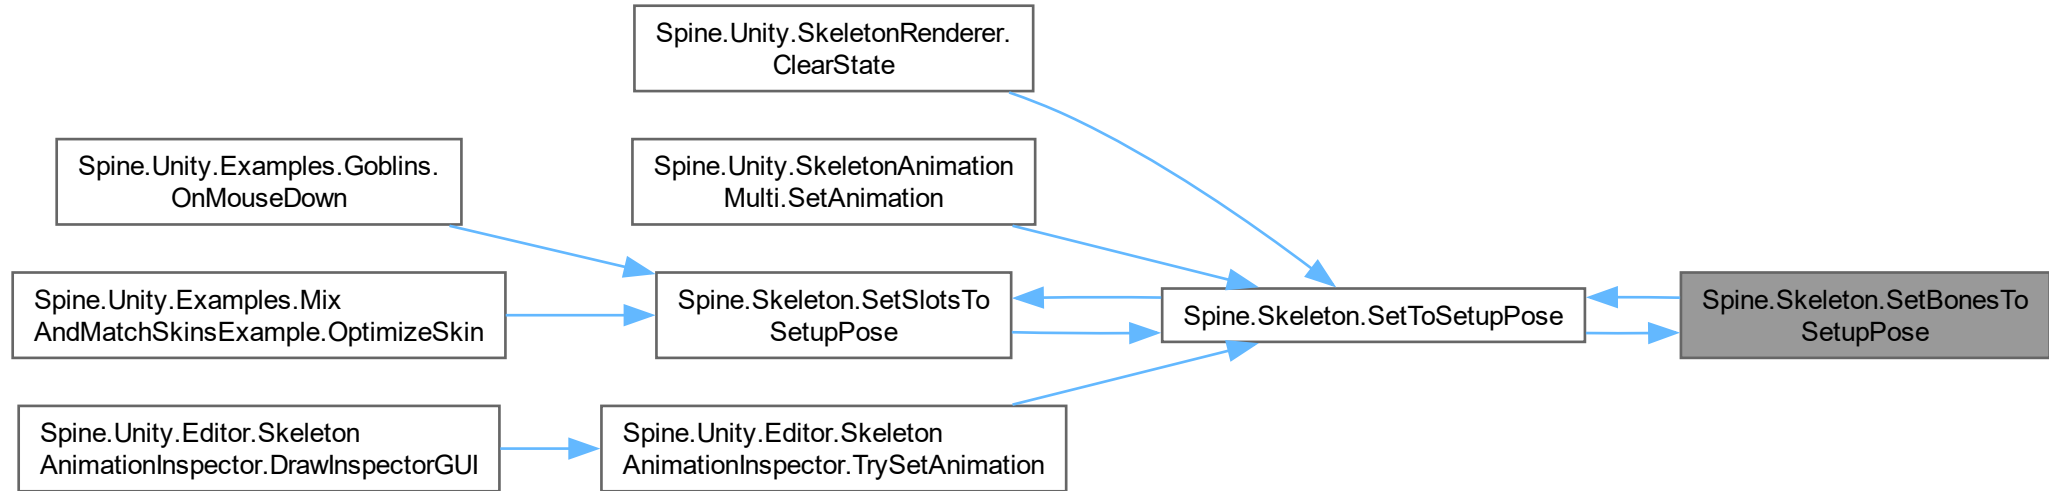 Spine.Unity.SkeletonRenderer.
ClearState
Spine.Unity.Examples.Goblins.
OnMouseDown
Spine.Unity.SkeletonAnimation
Multi.SetAnimation
Spine.Unity.Examples.Mix
AndMatchSkinsExample.OptimizeSkin
Spine.Skeleton.SetSlotsTo
SetupPose
Spine.Skeleton.SetToSetupPose
Spine.Skeleton.SetBonesTo
SetupPose
Spine.Unity.Editor.Skeleton
AnimationInspector.DrawInspectorGUI
Spine.Unity.Editor.Skeleton
AnimationInspector.TrySetAnimation